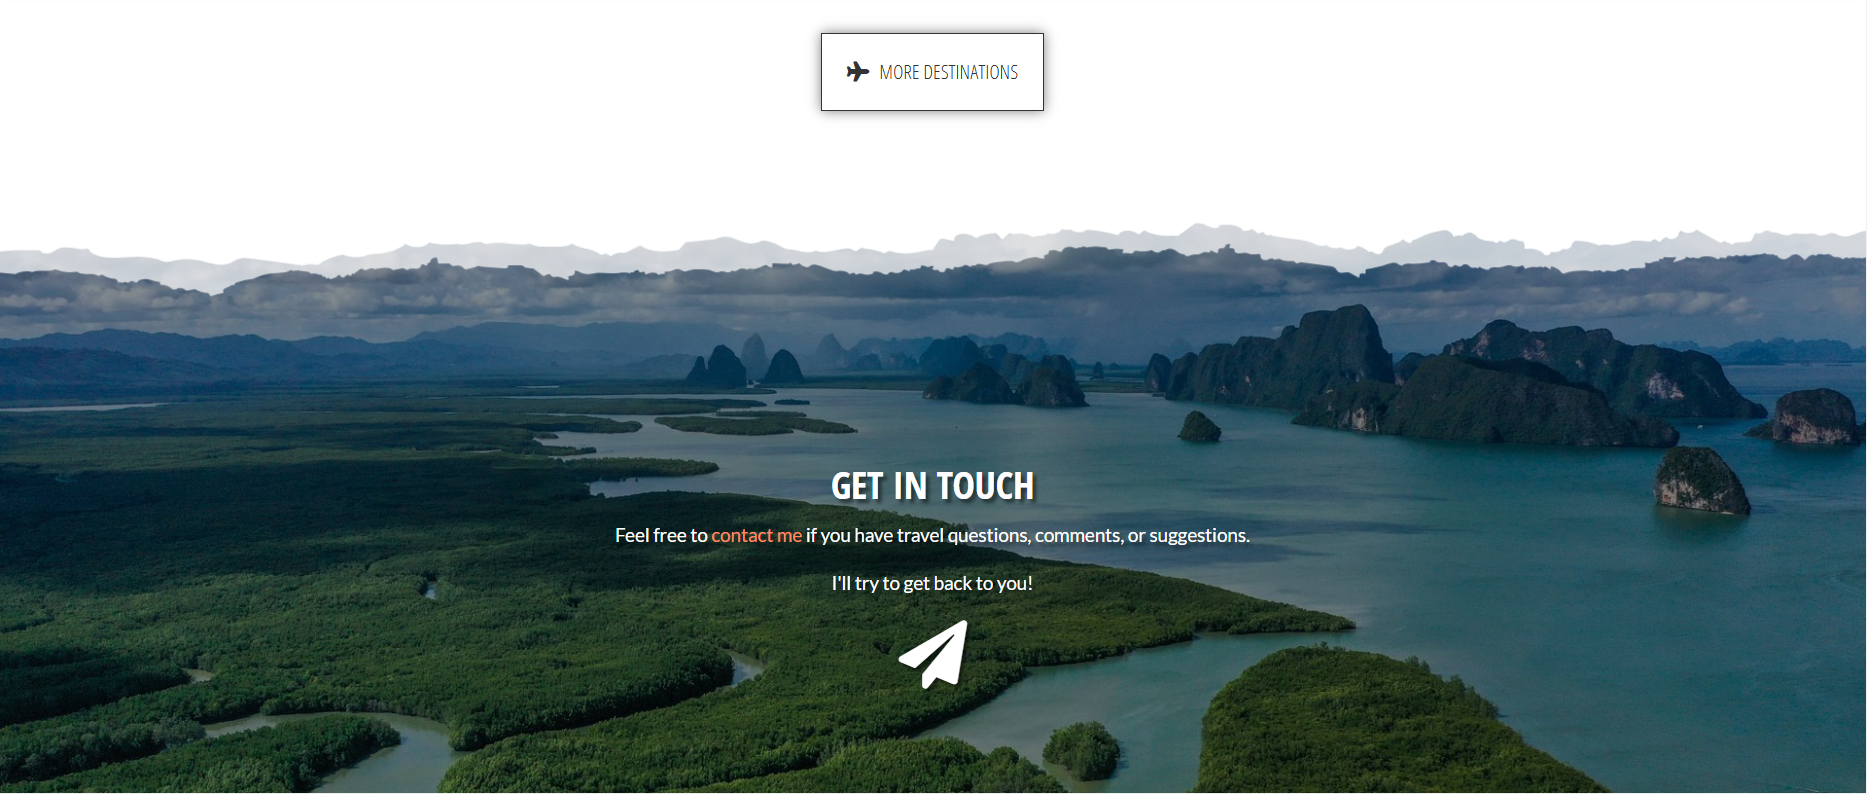 MORE DESTINATIONS
GET IN TOUCH
Feel free to contact me if you have travel questions, comments, or suggestions.
I'll try to get back to you!